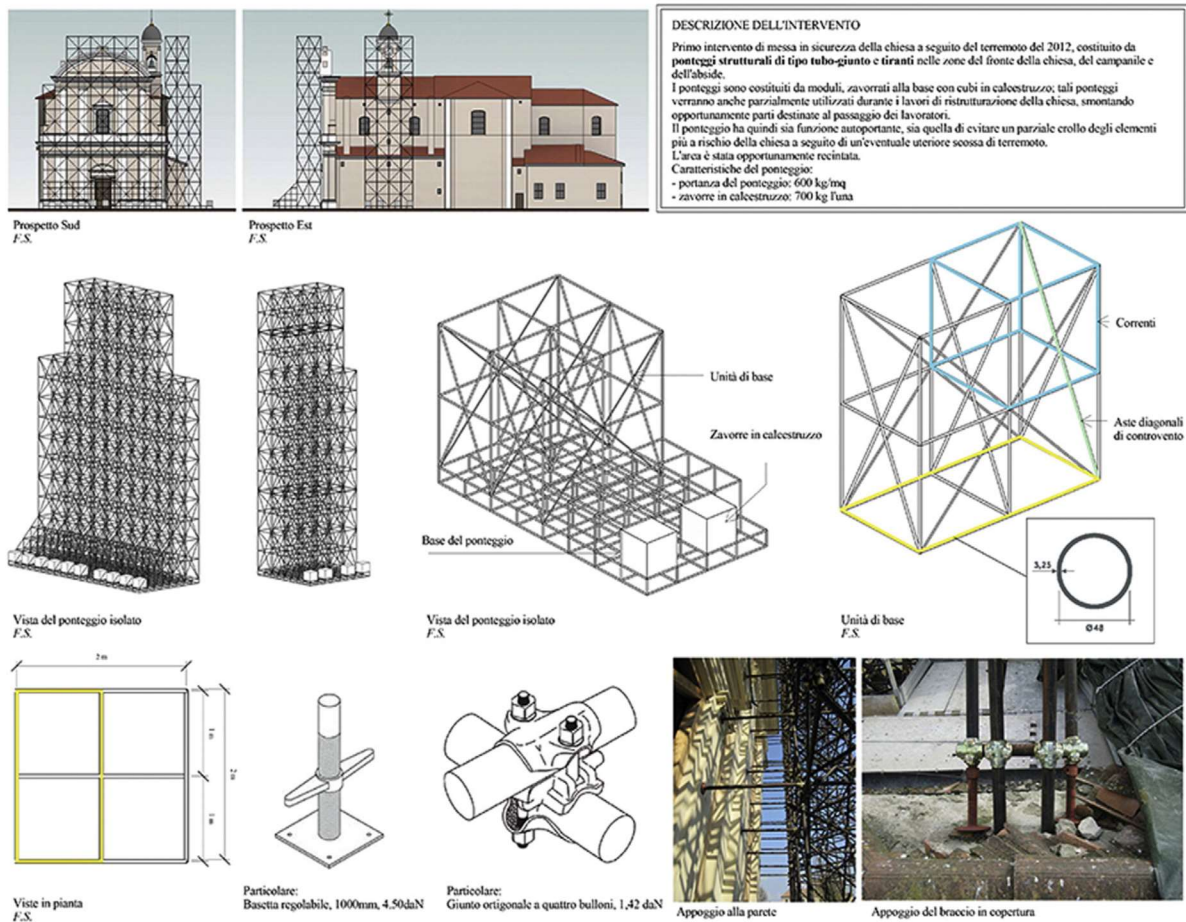 DESCRIZIONE DELL'INTERVENTO
Primo intervento di messa in sicurezza della chiesa a seguito del terremoto del 2012, costituito da
ponteggi strutturali di tipo tubo-giunto e tiranti nelle zone del fronte della chiesa, del campanile e
dell'abside.
I ponteggi sono costituiti da moduli, zavorrati alla base con cubi in calcestruzzo; tali ponteggi
verranno anche parzialmente utilizzati durante i lavori di ristrutturazione della chiesa, smontando
opportunamente parti destinate al passaggio dei lavoratori.
Il ponteggio ha quindi sia funzione autoportante, sia quella di evitare un parziale crollo degli elementi
più a rischio della chiesa a seguito di un'eventuale uteriore scossa di terremoto.
L'area è stata opportunamente recintata.
Caratteristiche del ponteggio:
- portanza del ponteggio: 600 kg/mq
- zavorre in calcestruzzo: 700 kg l'una
Prospetto Sud
F.S.
Prospetto Est
F.S.
Correnti
Unità di base
Aste diagonali
di controvento
Zavorre in calcestruzzo
Base del ponteggio
3,25
Ø48
Vista del ponteggio isolato
F.S.
Vista del ponteggio isolato
F.S.
Unità di base
F.S.
2 m
1 m
2 m
1 m
Viste in pianta
F.S.
Particolare:
Basetta regolabile, 1000mm, 4.50daN
Particolare:
Giunto ortigonale a quattro bulloni, 1,42 daN
Appoggio alla parete
Appoggio del braccio in copertura